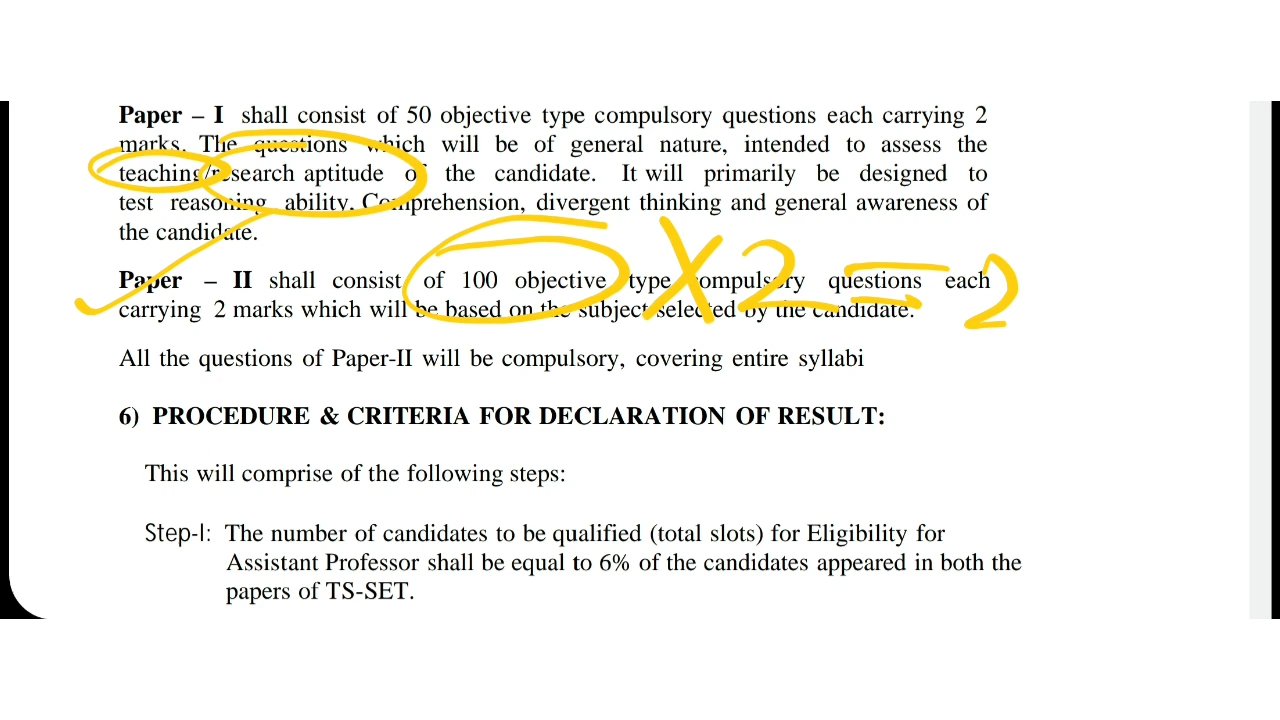 Paper – I shall consist of 50 objective type compulsory questions each carrying 2
marks. The questions which will be of general nature, intended to assess the
teaching/research aptitude of the candidate. It will primarily be designed to
test reasoning ability. Comprehension, divergent thinking and general awareness of
the candidate.
Paper – II shall consist of 100 objective type compulsory questions each
X 2 = 2
carrying 2 marks which will be based on the subject selected by the candidate.
All the questions of Paper-II will be compulsory, covering entire syllabi
6) PROCEDURE & CRITERIA FOR DECLARATION OF RESULT:
This will comprise of the following steps:
Step-I: The number of candidates to be qualified (total slots) for Eligibility for
Assistant Professor shall be equal to 6% of the candidates appeared in both the
papers of TS-SET.